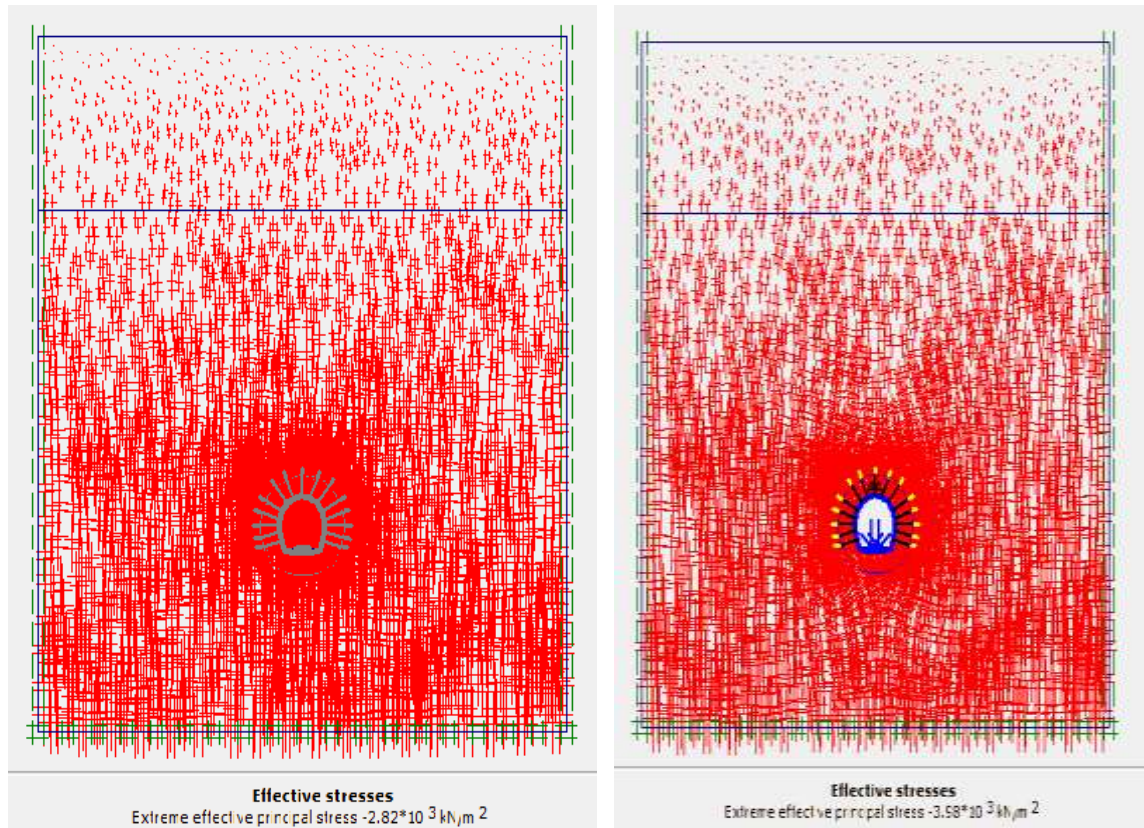 Effective stresses
Extreme effective principal stress -2.82*10 3 kN/m 2
Effective stresses
Extreme effective principal stress -3.58*10 3 kN/m 2